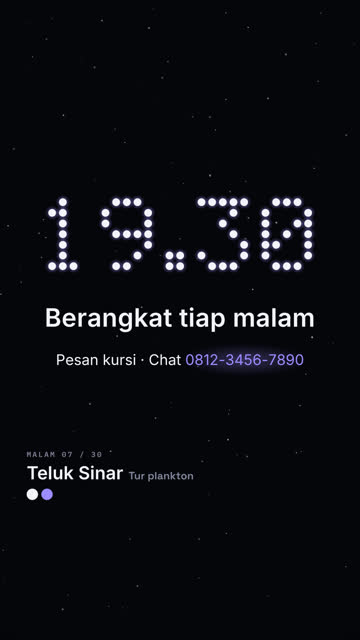 19.30
Berangkat tiap malam
Pesan kursi · Chat 0812-3456-7890
MALAM 07 / 30
Teluk Sinar Tur plankton